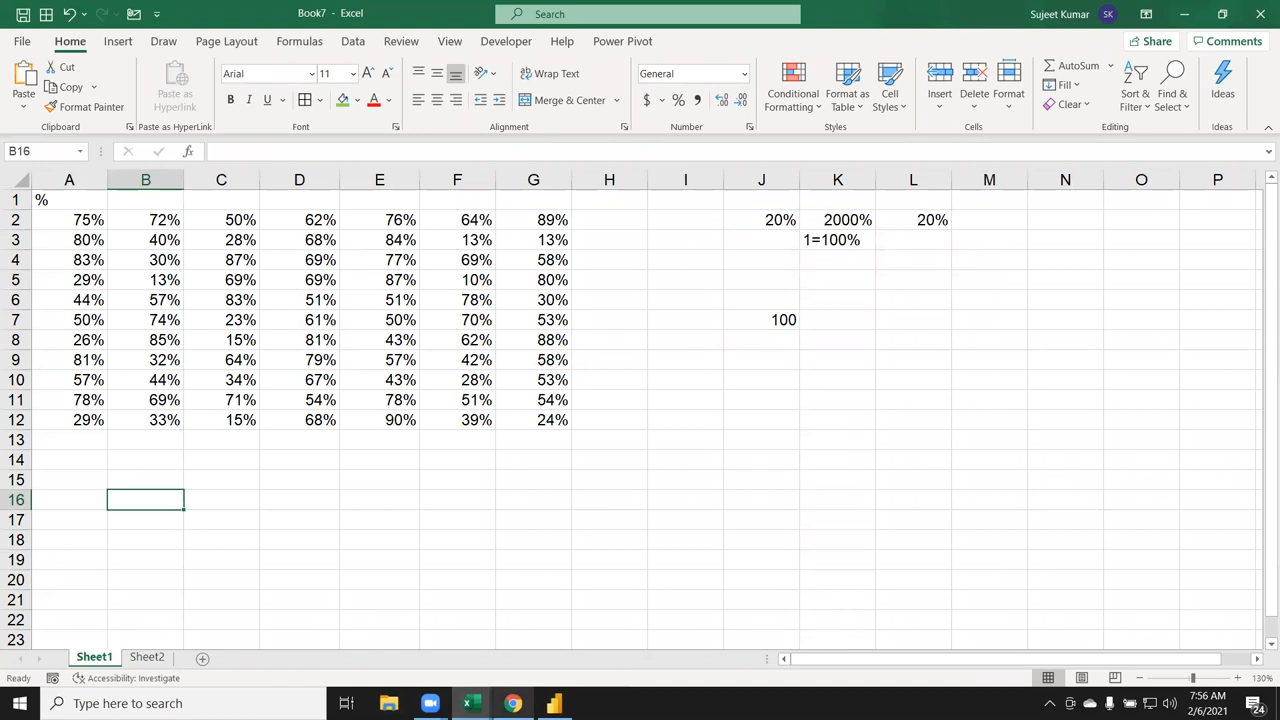 Book7 - Excel
Search
Sujeet Kumar
SK
File Home Insert Draw Page Layout Formulas Data Review View Developer Help Power Pivot
Share
Comments
Paste
Cut
Copy
Format Painter
Clipboard
Paste as Hyperlink
Paste as HyperLink
Arial
11
B I U
Font
Wrap Text
Merge & Center
Alignment
General
$ % ,
Number
Conditional Formatting
Format as Table
Cell Styles
Styles
Insert
Delete
Format
Cells
AutoSum
Fill
Clear
Sort & Filter
Find & Select
Editing
Ideas
Ideas
B16
fx
A B C D E F G H I J K L M N O P
1 %
2 75% 72% 50% 62% 76% 64% 89% 20% 2000% 20%
3 80% 40% 28% 68% 84% 13% 13% 1=100%
4 83% 30% 87% 69% 77% 69% 58%
5 29% 13% 69% 69% 87% 10% 80%
6 44% 57% 83% 51% 51% 78% 30%
7 50% 74% 23% 61% 50% 70% 53% 100
8 26% 85% 15% 81% 43% 62% 88%
9 81% 32% 64% 79% 57% 42% 58%
10 57% 44% 34% 67% 43% 28% 53%
11 78% 69% 71% 54% 78% 51% 54%
12 29% 33% 15% 68% 90% 39% 24%
13
14
15
16
17
18
19
20
21
22
23
Sheet1 Sheet2
Ready
Accessibility: Investigate
130%
Type here to search
7:56 AM
2/6/2021
24